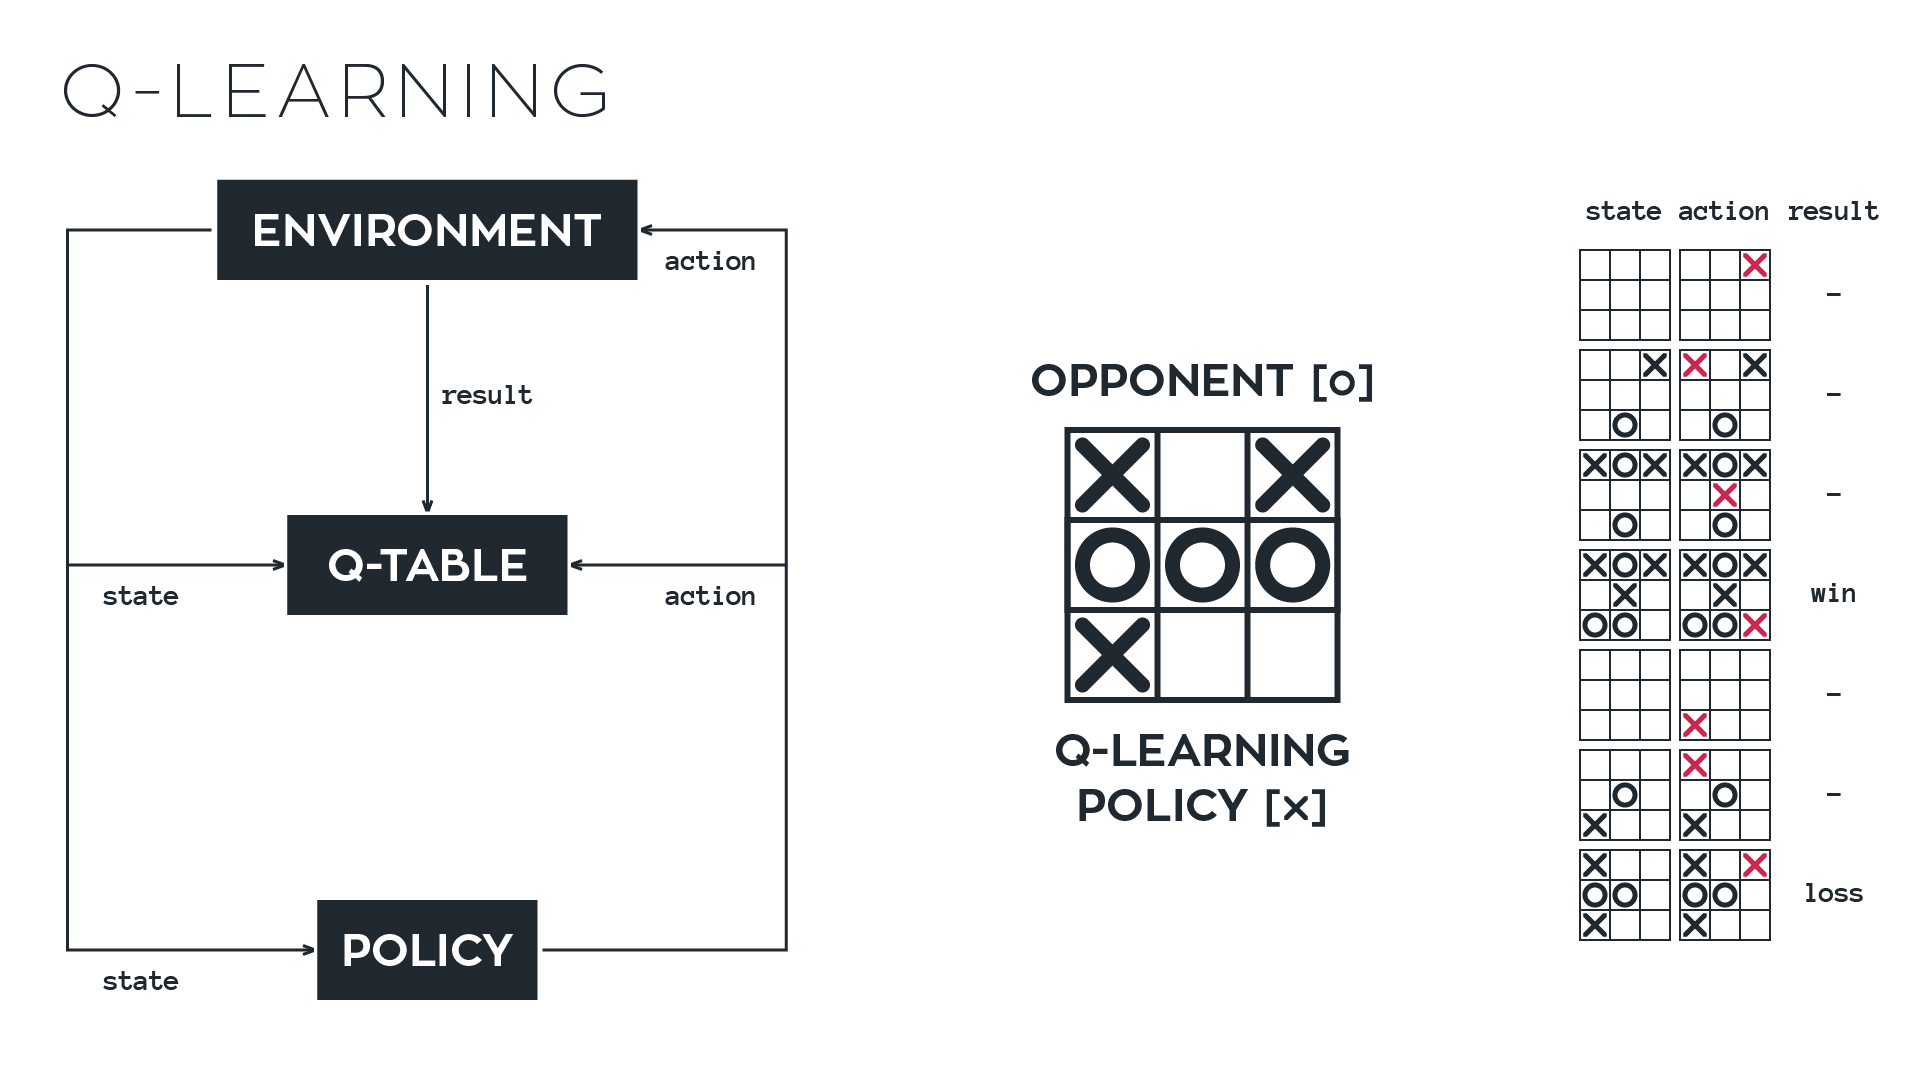 Q-LEARNING
ENVIRONMENT
action
result
Q-TABLE
state
action
POLICY
state
OPPONENT [o]
Q-LEARNING
POLICY [x]
state action result
–
–
–
win
–
–
loss